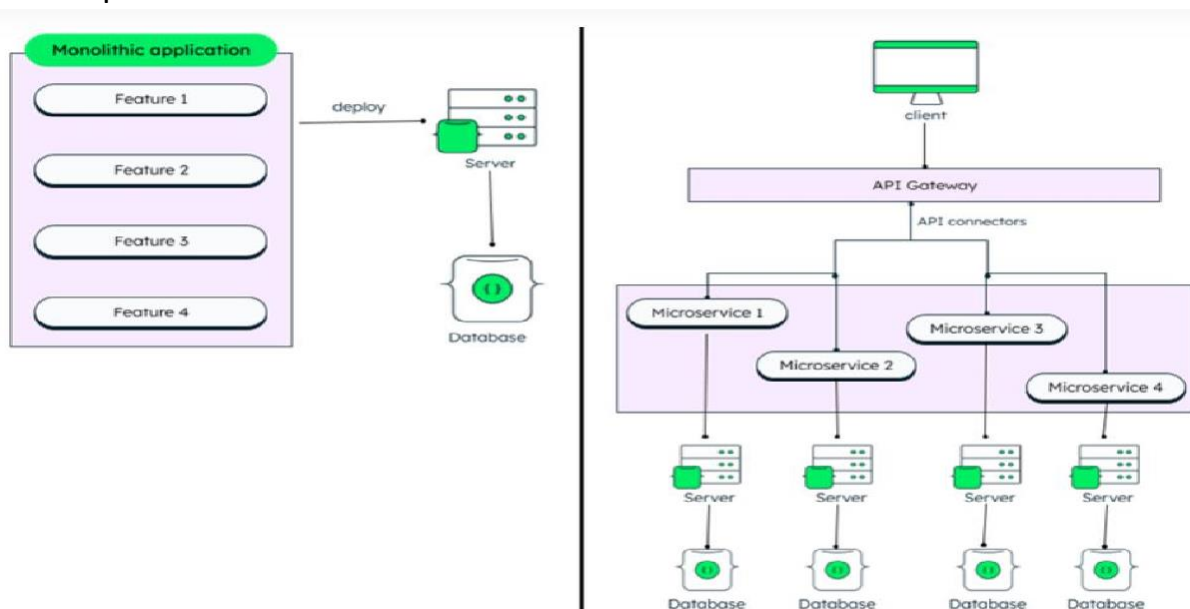 Monolithic application
Feature 1
Feature 2
Feature 3
Feature 4
deploy
Server
Database
client
API Gateway
API connectors
Microservice 1
Microservice 2
Microservice 3
Microservice 4
Server
Server
Server
Server
Database
Database
Database
Database